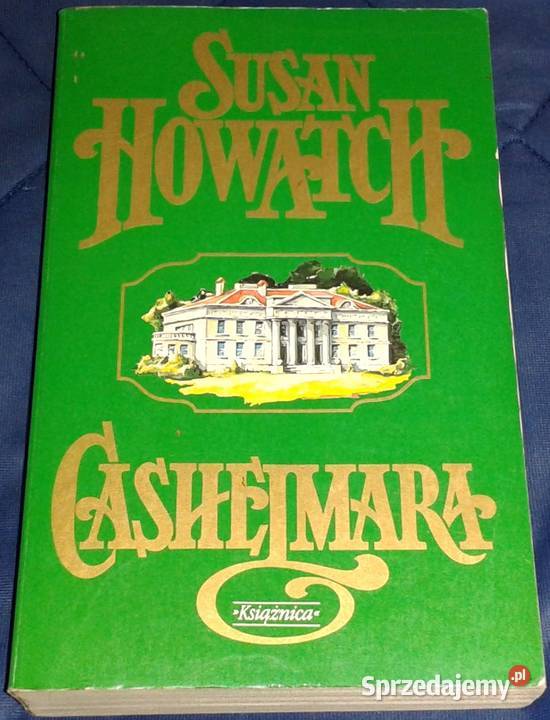 SUSAN
HOWATCH
CASHELMARA
»Książnica«
Sprzedajemy.pl